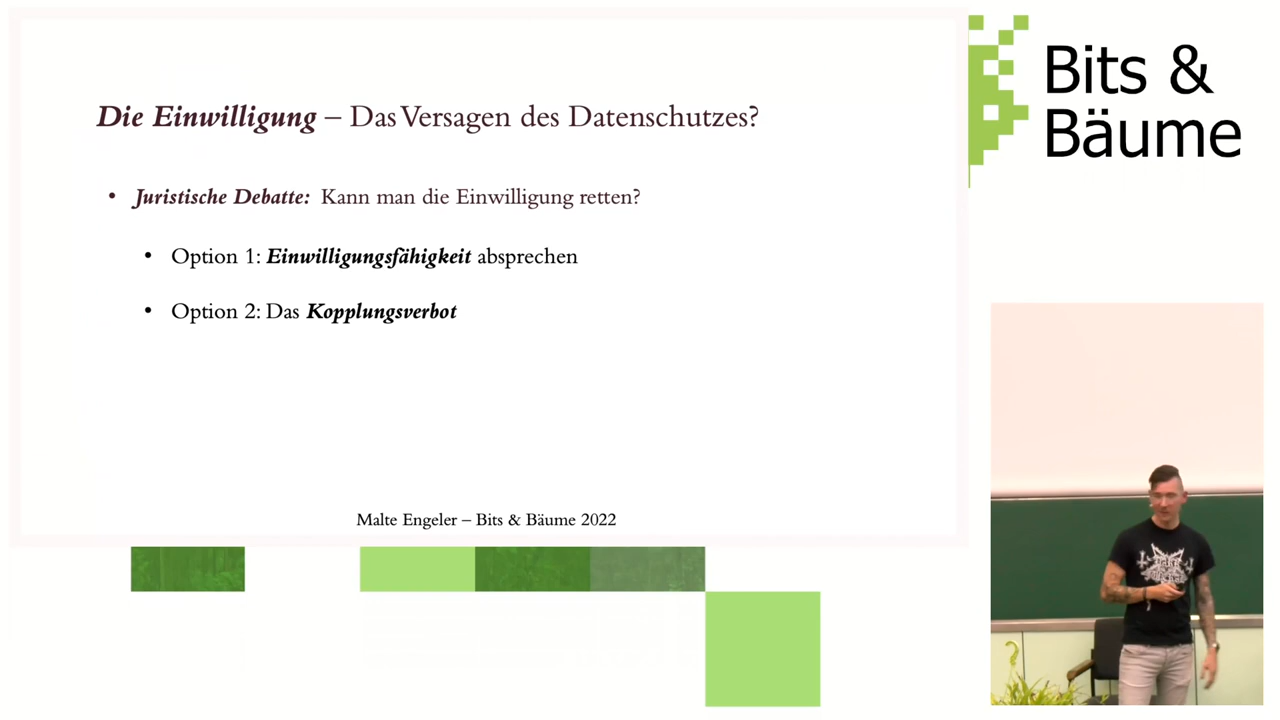 Die Einwilligung – Das Versagen des Datenschutzes?
• Juristische Debatte: Kann man die Einwilligung retten?
• Option 1: Einwilligungsfähigkeit absprechen
• Option 2: Das Kopplungsverbot
Malte Engeler – Bits & Bäume 2022
Bits &
Bäume